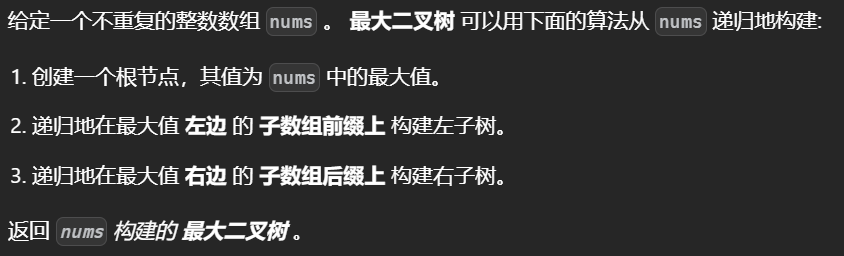 给定一个不重复的整数数组 nums 。 最大二叉树 可以用下面的算法从 nums 递归地构建:
1. 创建一个根节点，其值为 nums 中的最大值。
2. 递归地在最大值 左边 的 子数组前缀上 构建左子树。
3. 递归地在最大值 右边 的 子数组后缀上 构建右子树。
返回 nums 构建的 最大二叉树 。